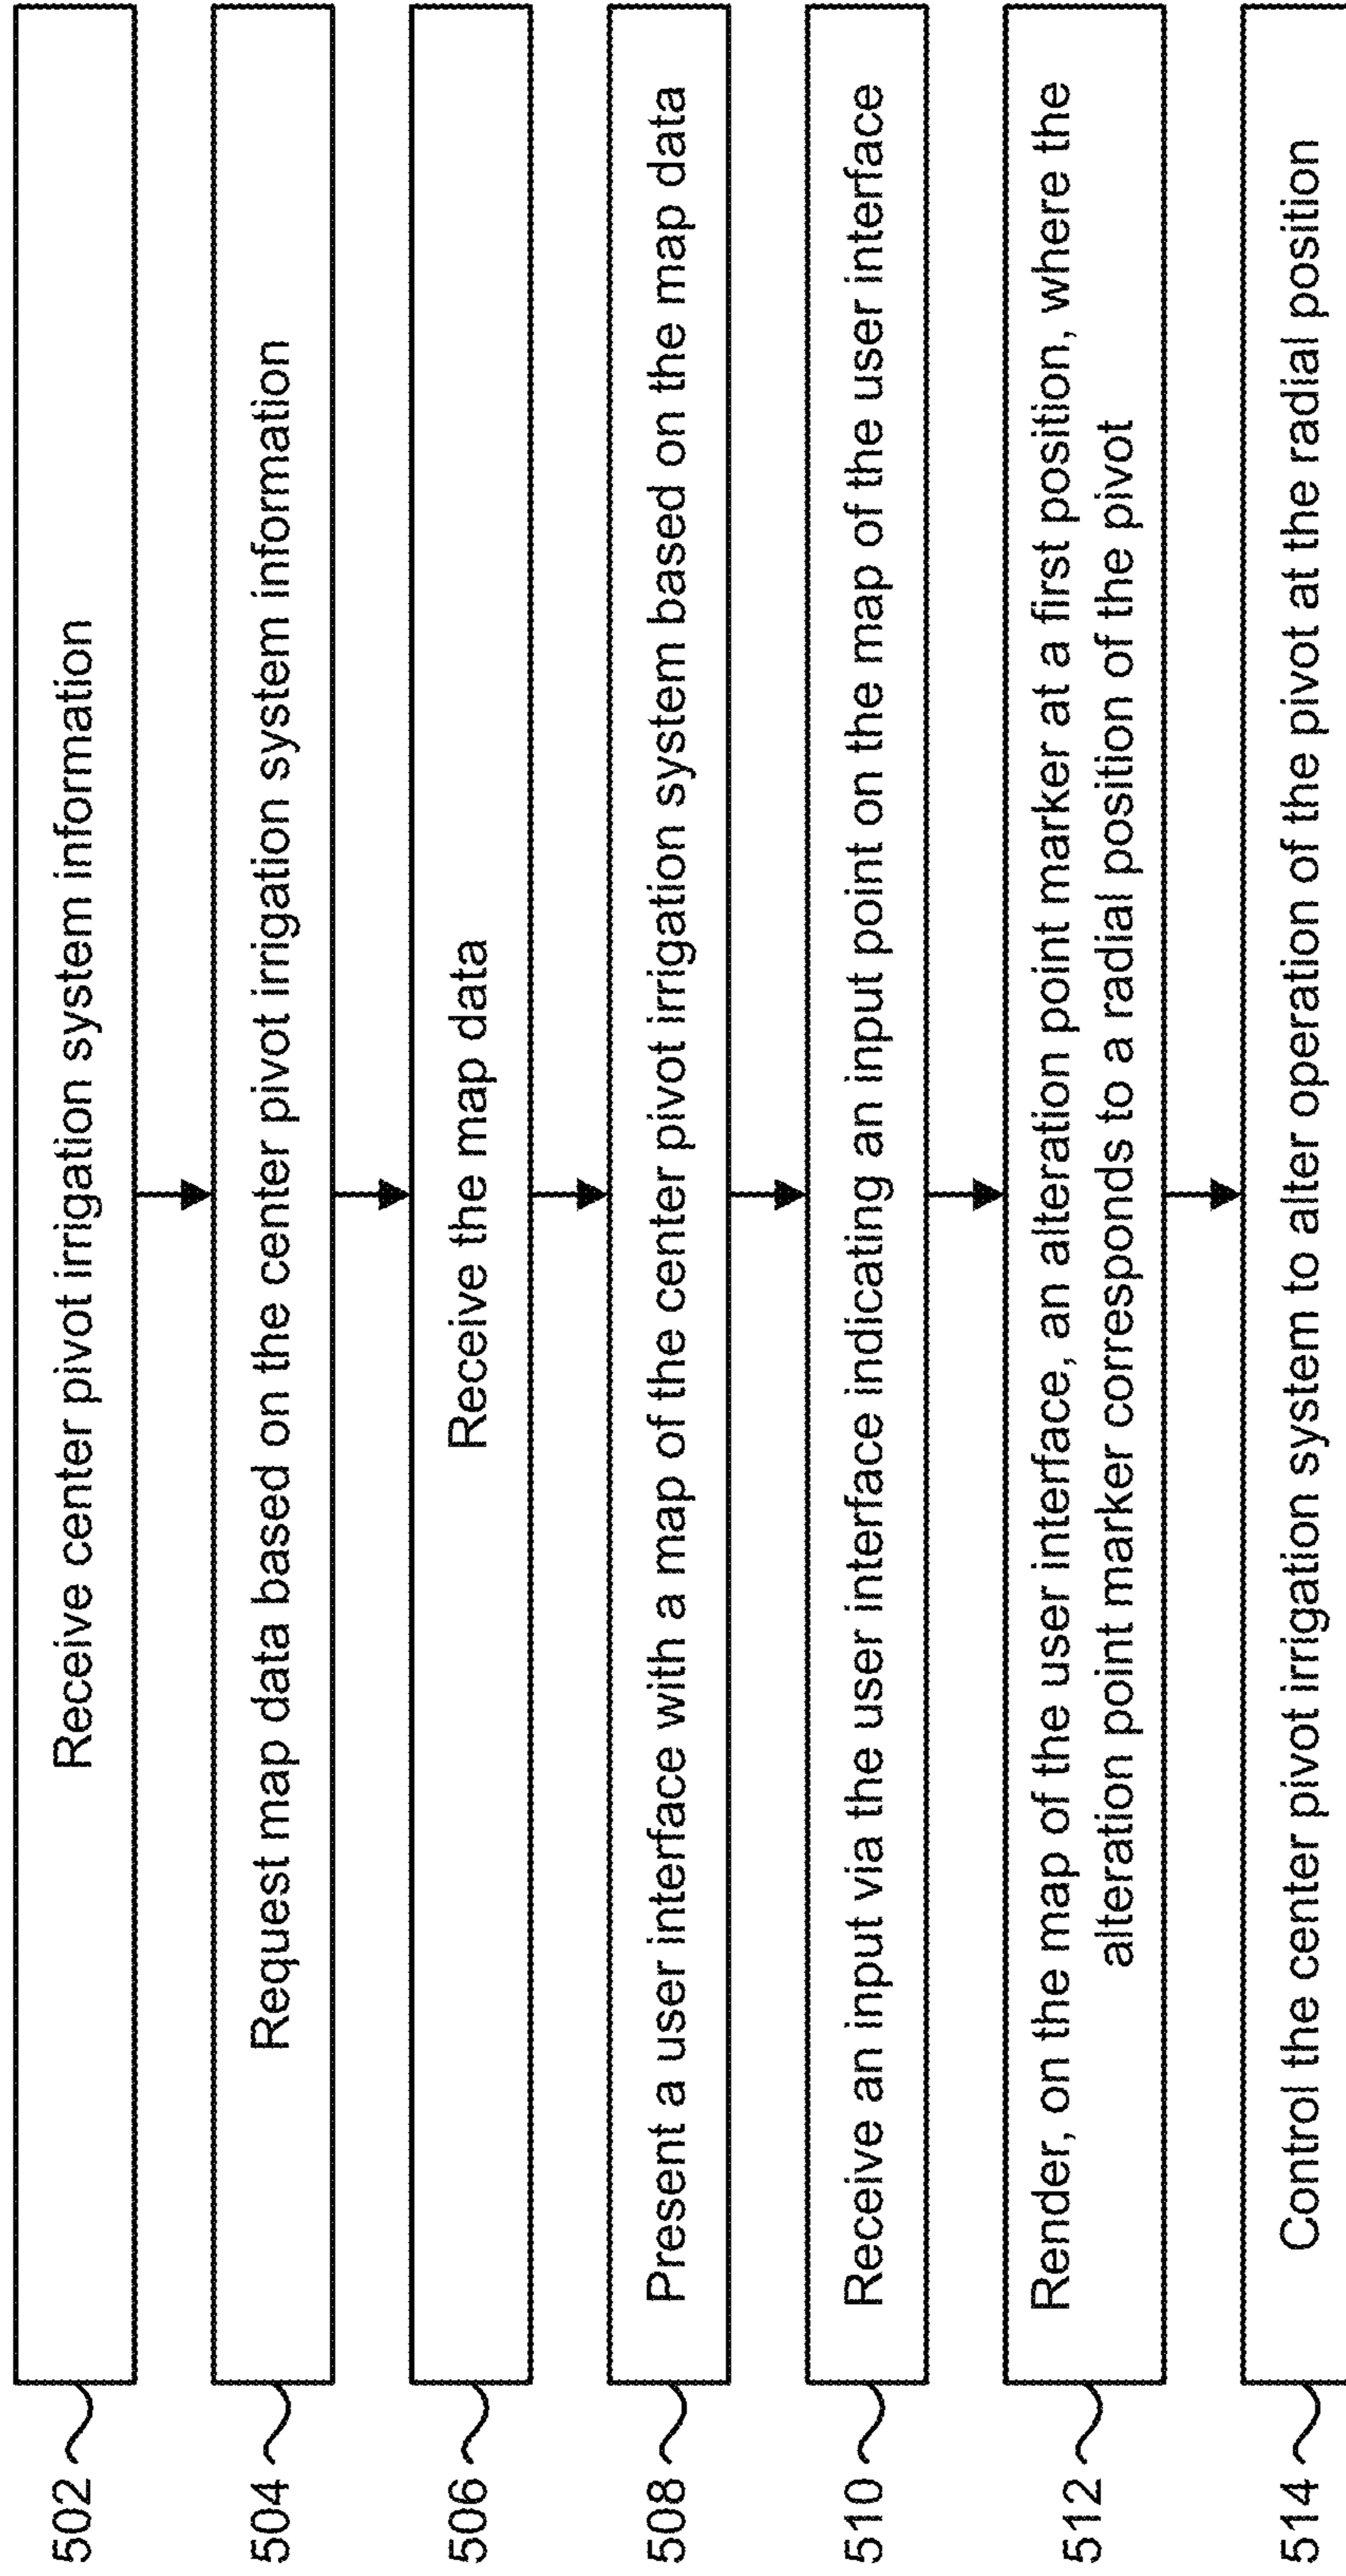 502
Receive center pivot irrigation system information
504
Request map data based on the center pivot irrigation system information
506
Receive the map data
508
Present a user interface with a map of the center pivot irrigation system based on the map data
510
Receive an input via the user interface indicating an input point on the map of the user interface
512
Render, on the map of the user interface, an alteration point marker at a first position, where the
alteration point marker corresponds to a radial position of the pivot
514
Control the center pivot irrigation system to alter operation of the pivot at the radial position